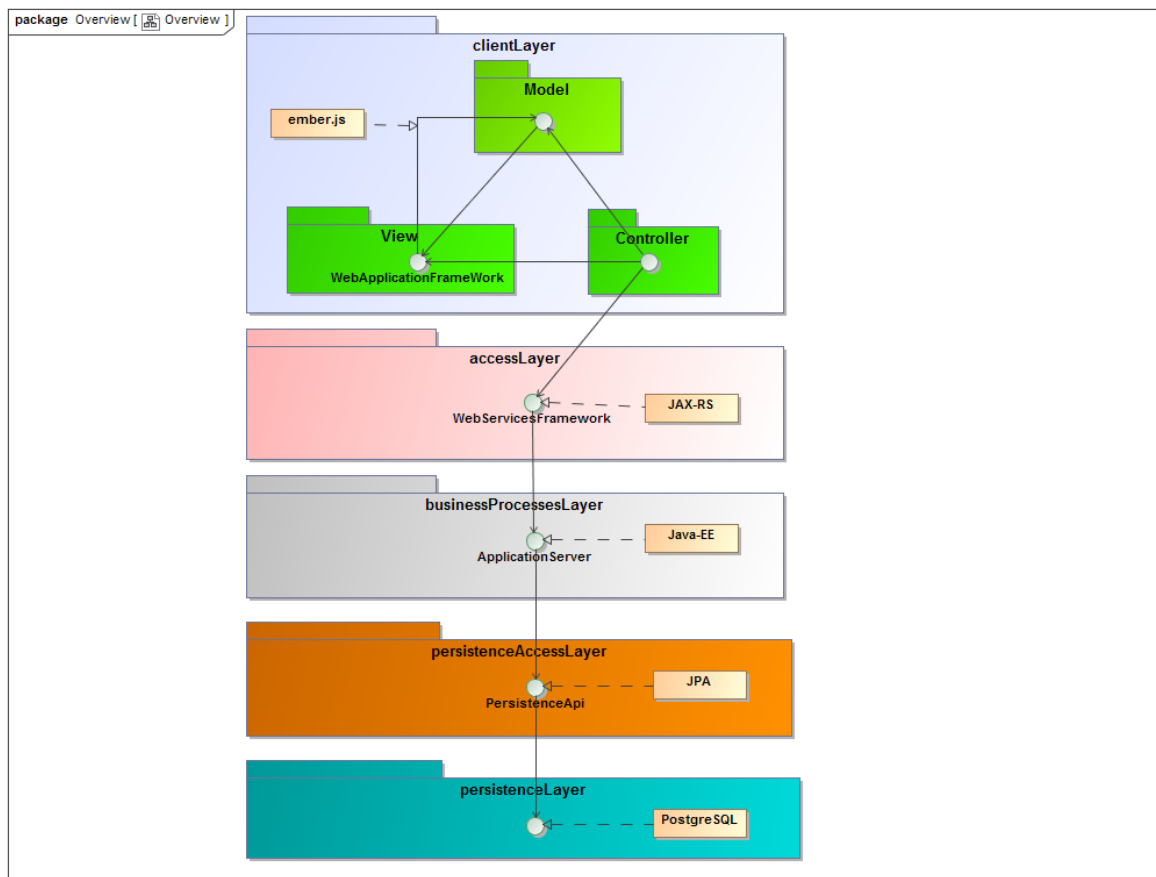 package Overview [ Overview ]
clientLayer
Model
ember.js
View
Controller
WebApplicationFrameWork
accessLayer
JAX-RS
WebServicesFramework
businessProcessesLayer
Java-EE
ApplicationServer
persistenceAccessLayer
JPA
PersistenceApi
persistenceLayer
PostgreSQL